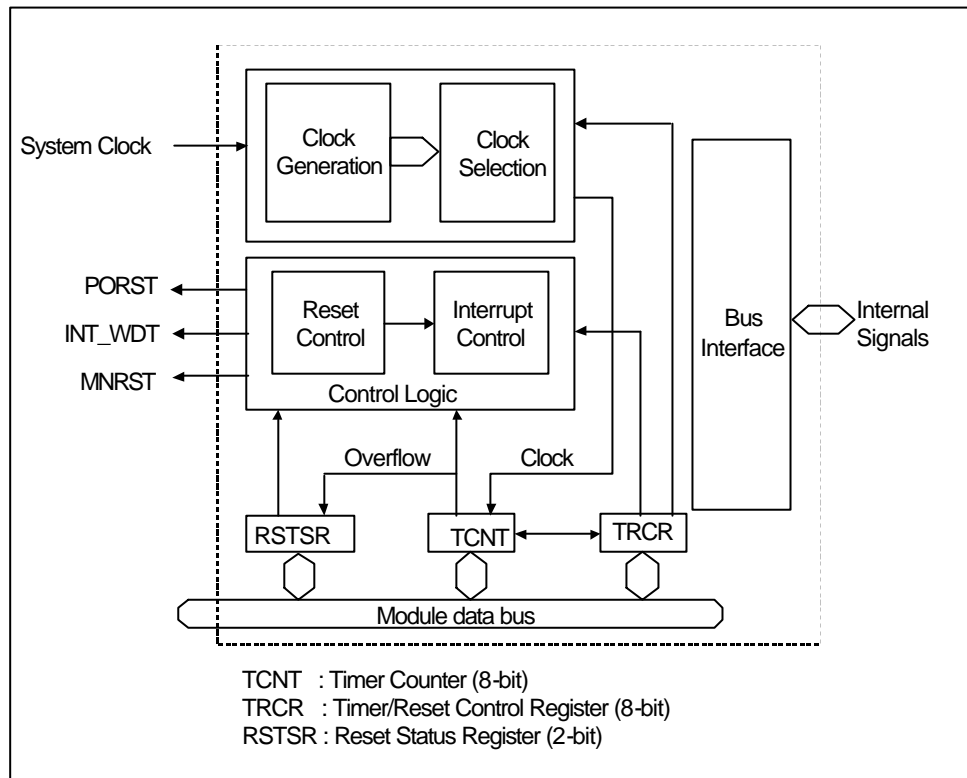 System Clock
Clock
Generation
Clock
Selection
PORST
INT_WDT
MNRST
Reset
Control
Interrupt
Control
Control Logic
Bus
Interface
Internal
Signals
Overflow
Clock
RSTSR
TCNT
TRCR
Module data bus
TCNT : Timer Counter (8-bit)
TRCR : Timer/Reset Control Register (8-bit)
RSTSR : Reset Status Register (2-bit)